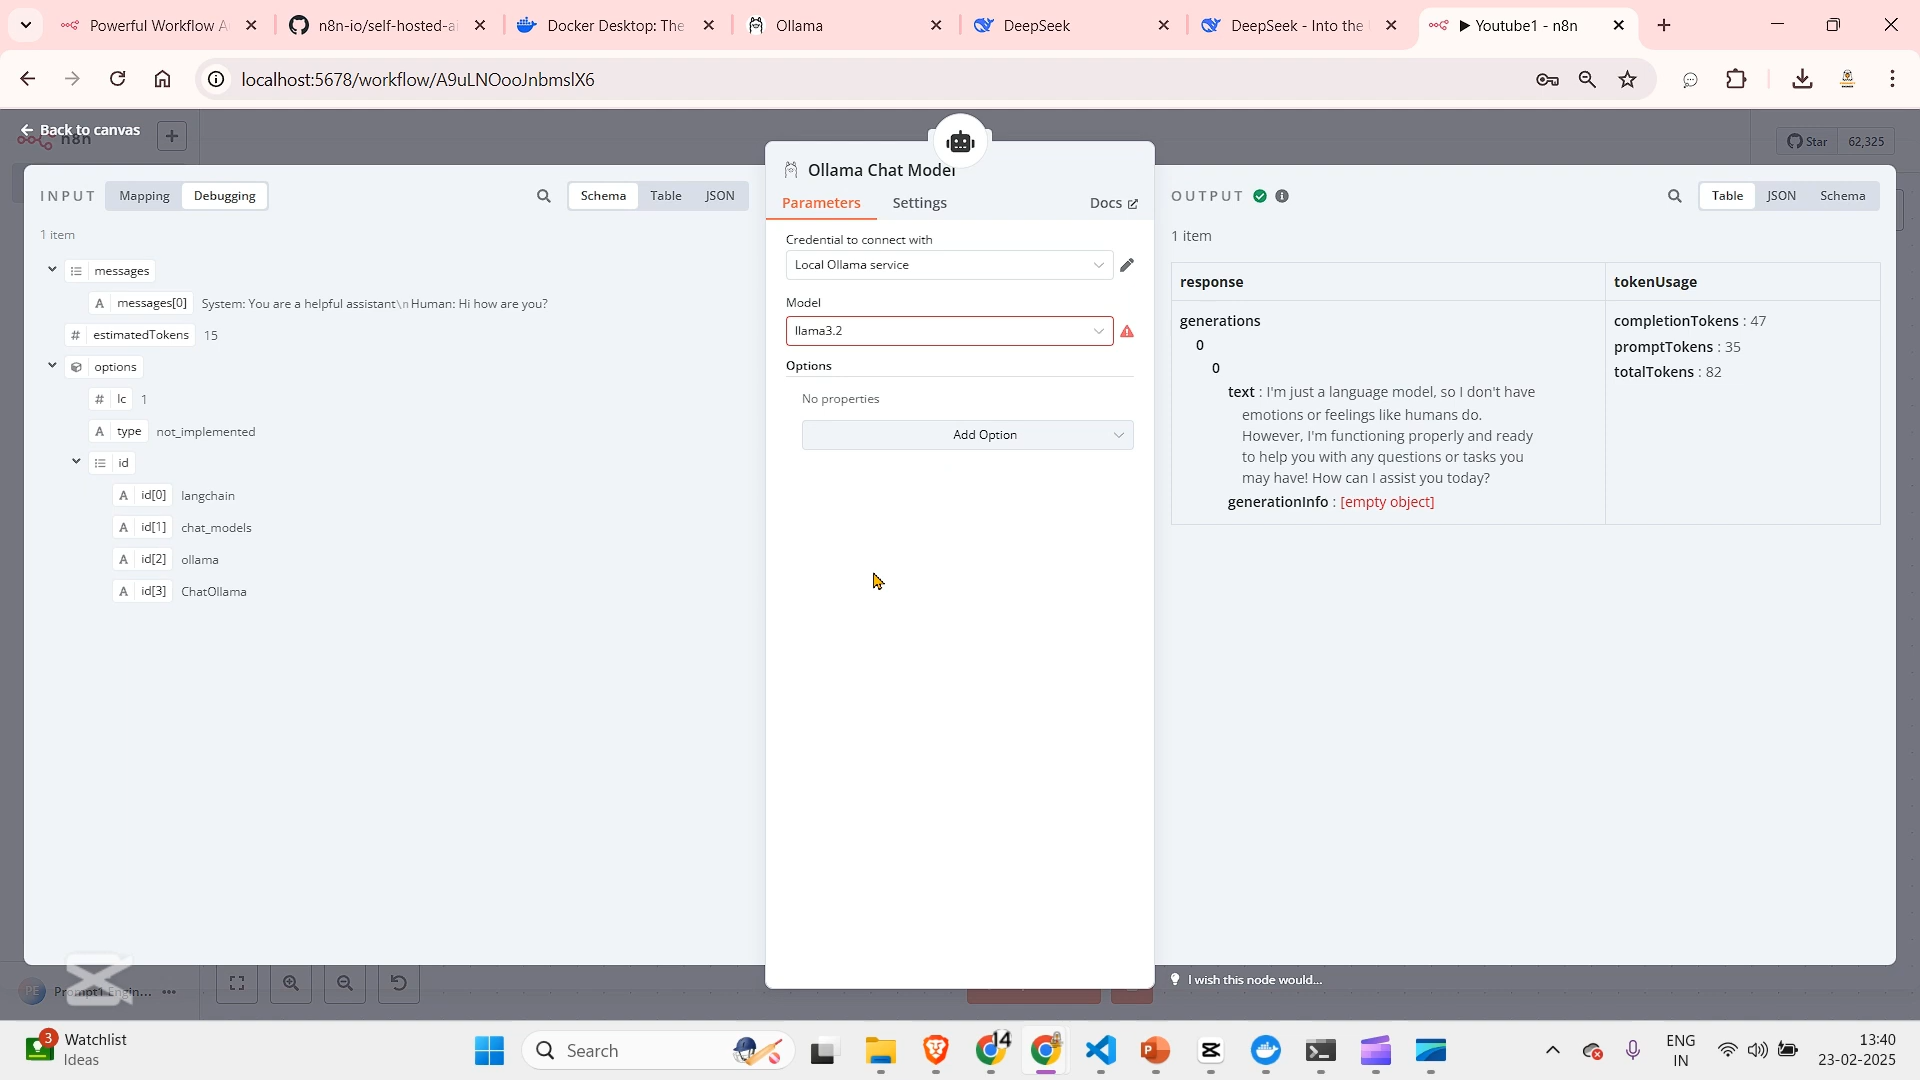 Powerful Workflow A
n8n-io/self-hosted-ai
Docker Desktop: The
Ollama
DeepSeek
DeepSeek - Into the
▶ Youtube1 - n8n
localhost:5678/workflow/A9uLNOooJnbmslX6
Back to canvas
n8n
Star
62,325
INPUT
Mapping
Debugging
Schema
Table
JSON
1 item
messages
A messages[0] System: You are a helpful assistant\n Human: Hi how are you?
# estimatedTokens 15
options
# lc 1
A type not_implemented
id
A id[0] langchain
A id[1] chat_models
A id[2] ollama
A id[3] ChatOllama
Ollama Chat Model
Parameters
Settings
Docs
Credential to connect with
Local Ollama service
Model
llama3.2
Options
No properties
Add Option
OUTPUT
Table
JSON
Schema
1 item
response
tokenUsage
generations
0
0
text : I'm just a language model, so I don't have
emotions or feelings like humans do.
However, I'm functioning properly and ready
to help you with any questions or tasks you
may have! How can I assist you today?
generationInfo : [empty object]
completionTokens : 47
promptTokens : 35
totalTokens : 82
I wish this node would...
PE
Prompt1 Engin...
3
Watchlist
Ideas
Search
14
ENG
IN
13:40
23-02-2025